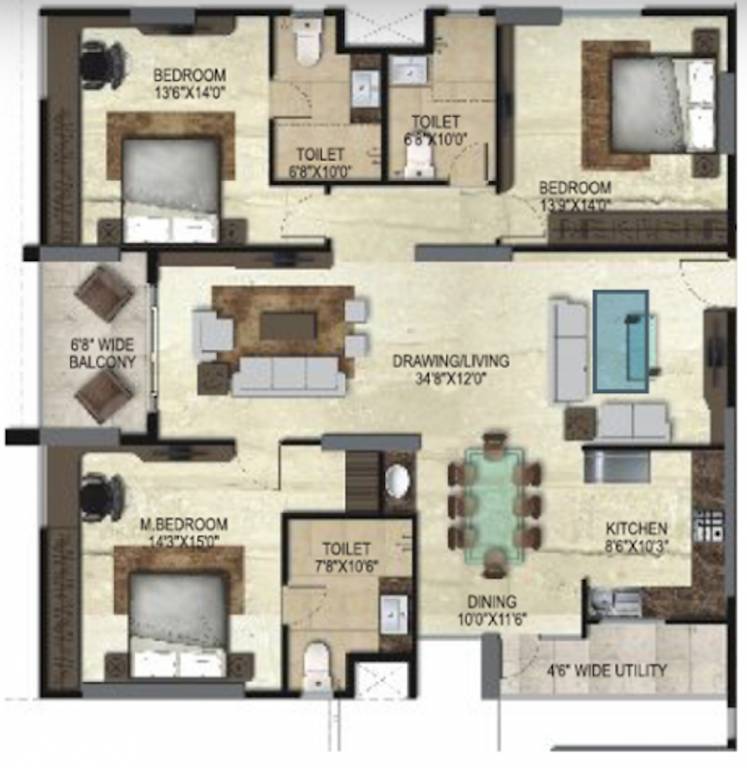 BEDROOM
13'6"X14'0"
TOILET
6'8"X10'0"
TOILET
6'8"X10'0"
BEDROOM
13'9"X14'0"
6'8" WIDE
BALCONY
DRAWING/LIVING
34'8"X12'0"
M.BEDROOM
14'3"X15'0"
TOILET
7'8"X10'6"
KITCHEN
8'6"X10'3"
DINING
10'0"X11'6"
4'6" WIDE UTILITY